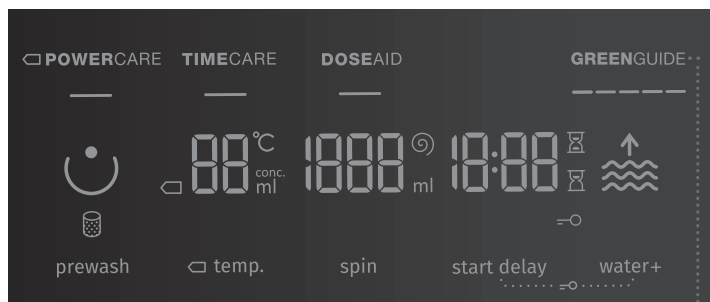 POWERCARE TIMECARE DOSEAID GREENGUIDE
88 °C conc. ml 1888 ml 18:88
prewash temp. spin start delay water+